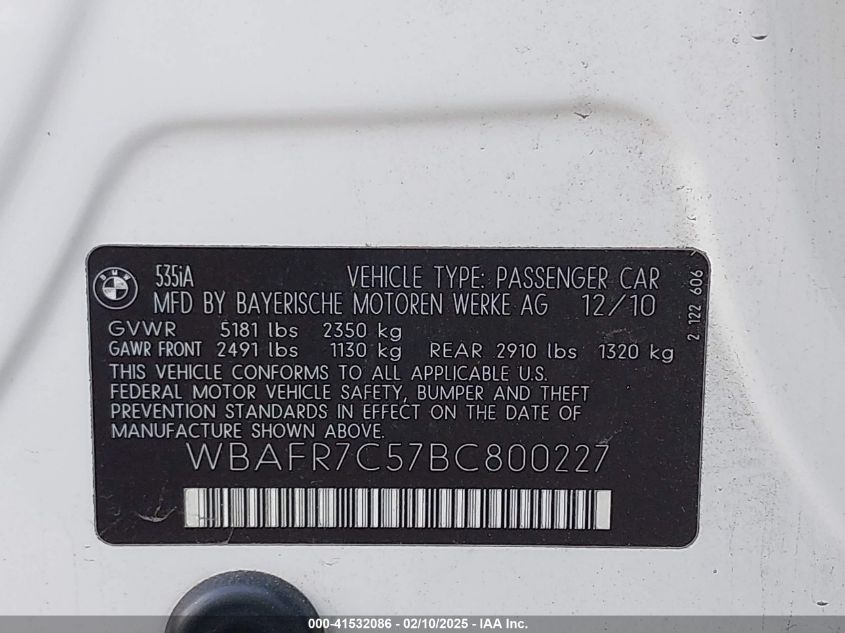 BMW
535iA VEHICLE TYPE: PASSENGER CAR
MFD BY BAYERISCHE MOTOREN WERKE AG 12/10
GVWR 5181 lbs 2350 kg
GAWR FRONT 2491 lbs 1130 kg REAR 2910 lbs 1320 kg
THIS VEHICLE CONFORMS TO ALL APPLICABLE U.S.
FEDERAL MOTOR VEHICLE SAFETY, BUMPER AND THEFT
PREVENTION STANDARDS IN EFFECT ON THE DATE OF
MANUFACTURE SHOWN ABOVE.
WBAFR7C57BC800227
2 122 606
000-41532086 - 02/10/2025 - IAA Inc.